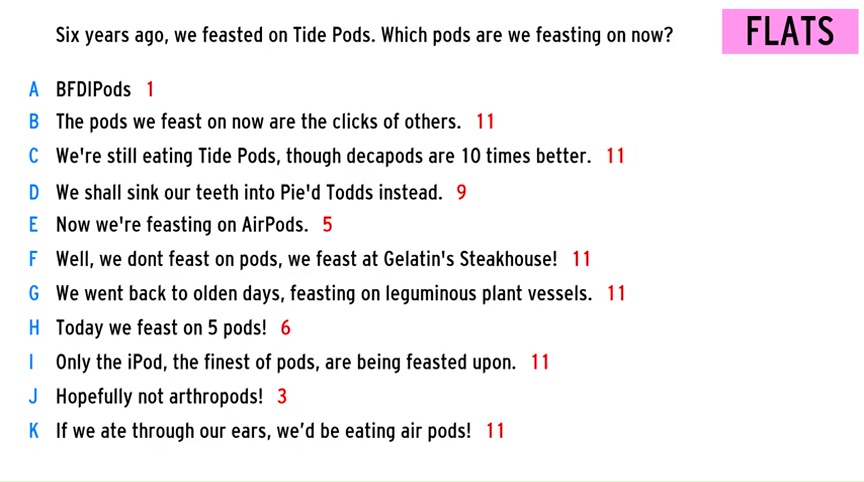 Six years ago, we feasted on Tide Pods. Which pods are we feasting on now?
FLATS
A BFDIPods 1
B The pods we feast on now are the clicks of others. 11
C We're still eating Tide Pods, though decapods are 10 times better. 11
D We shall sink our teeth into Pie'd Todds instead. 9
E Now we're feasting on AirPods. 5
F Well, we dont feast on pods, we feast at Gelatin's Steakhouse! 11
G We went back to olden days, feasting on leguminous plant vessels. 11
H Today we feast on 5 pods! 6
I Only the iPod, the finest of pods, are being feasted upon. 11
J Hopefully not arthropods! 3
K If we ate through our ears, we’d be eating air pods! 11